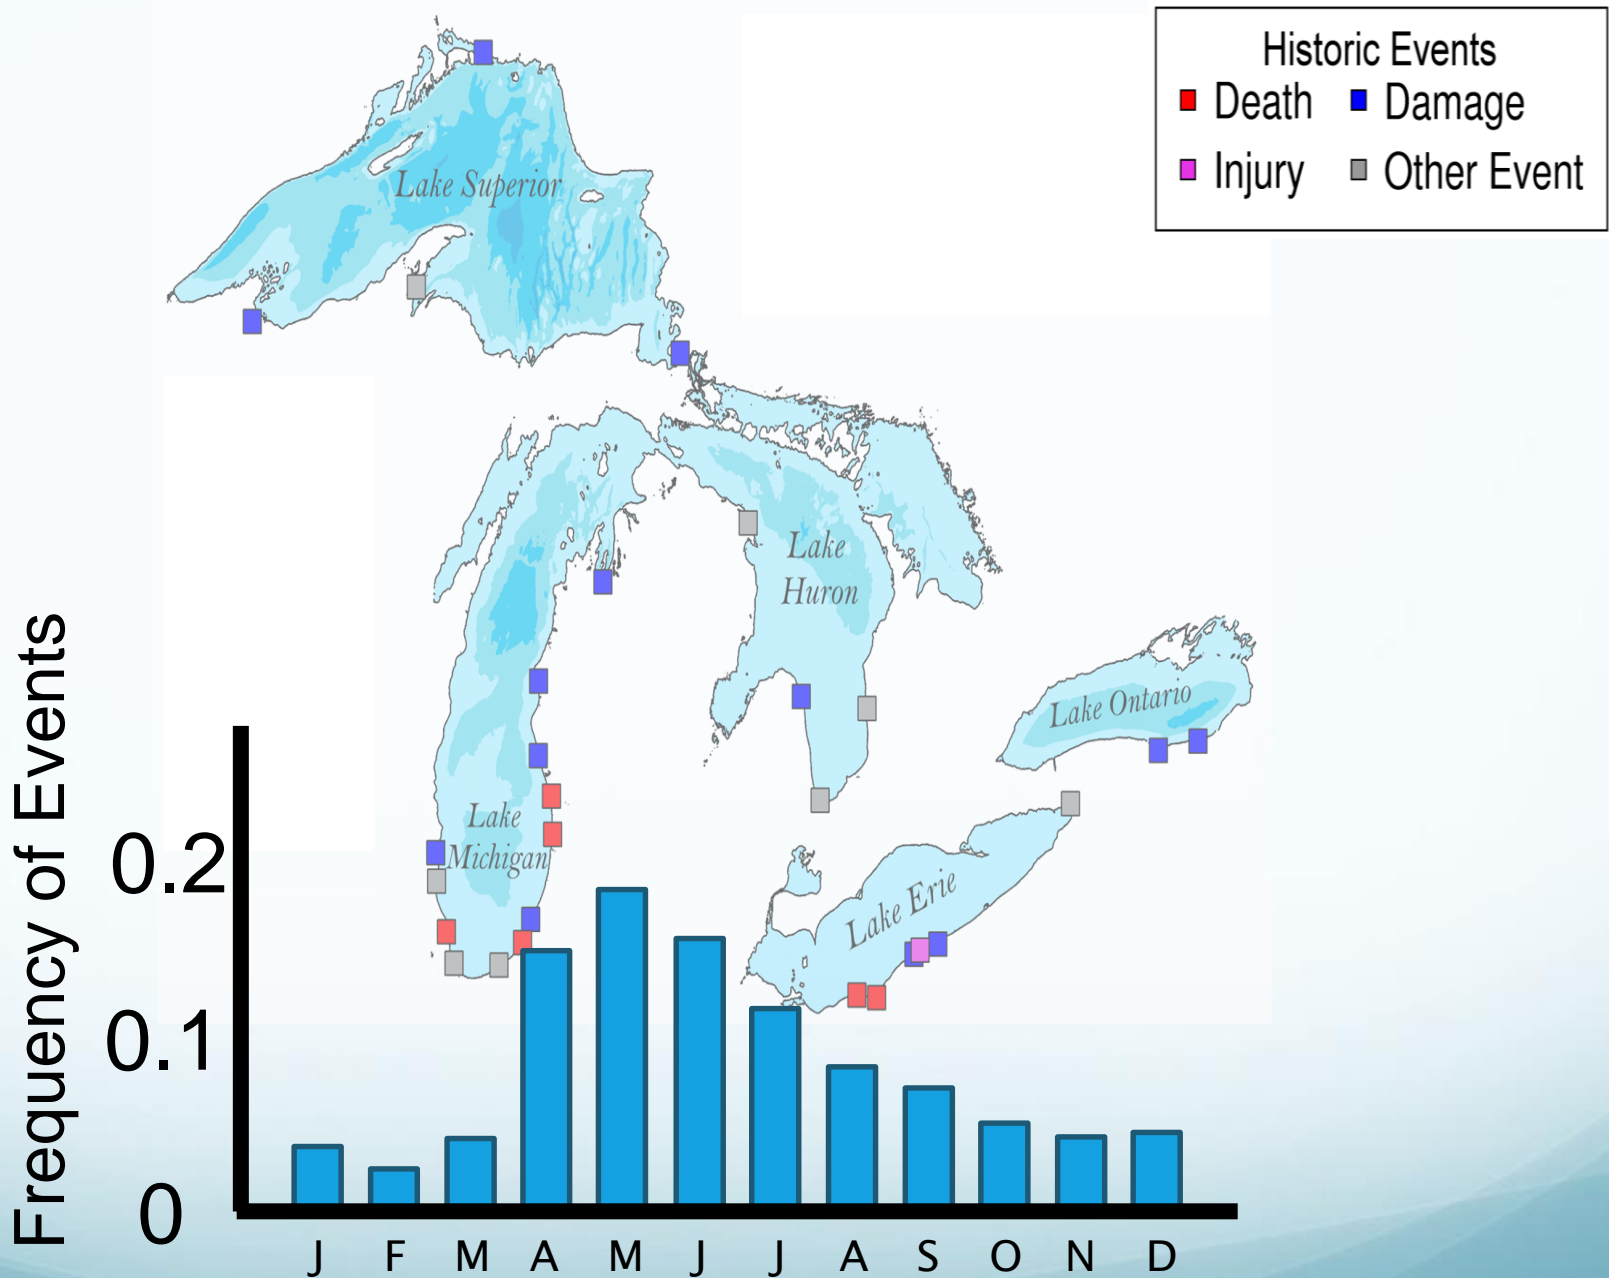 Historic Events
Death Damage
Injury Other Event
Lake Superior
Lake
Huron
Lake Ontario
Lake
Michigan
Lake Erie
Frequency of Events
0.2
0.1
0
J F M A M J J A S O N D